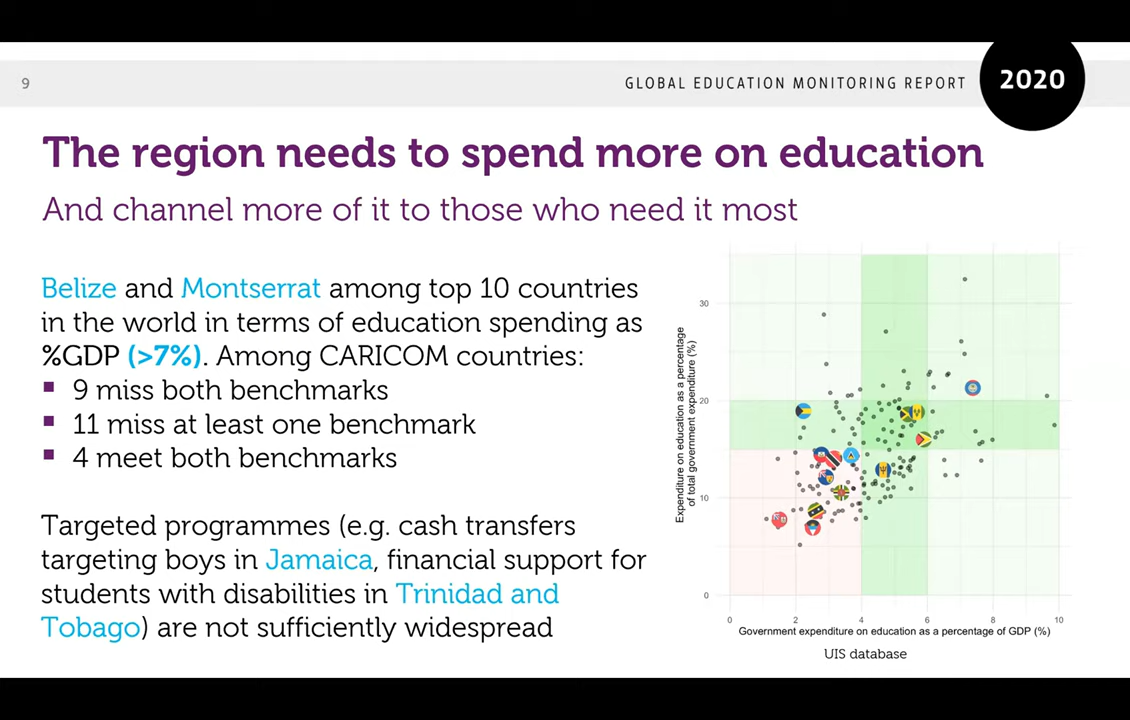 9
GLOBAL EDUCATION MONITORING REPORT
2020
The region needs to spend more on education
And channel more of it to those who need it most
Belize and Montserrat among top 10 countries
in the world in terms of education spending as
%GDP (>7%). Among CARICOM countries:
▪ 9 miss both benchmarks
▪ 11 miss at least one benchmark
▪ 4 meet both benchmarks
Targeted programmes (e.g. cash transfers
targeting boys in Jamaica, financial support for
students with disabilities in Trinidad and
Tobago) are not sufficiently widespread
Expenditure on education as a percentage
of total government expenditure (%)
30
20
10
0
0 2 4 6 8 10
Government expenditure on education as a percentage of GDP (%)
UIS database